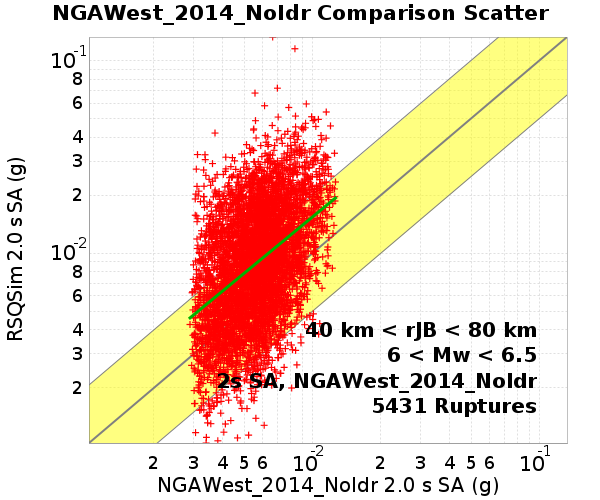 NGAWest_2014_NoIdr Comparison Scatter
RSQSim 2.0 s SA (g)
10-1
8
6
4
3
2
10-2
8
6
4
3
2
40 km < rJB < 80 km
6 < Mw < 6.5
2s SA, NGAWest_2014_NoIdr
5431 Ruptures
2 3 4 5 6 10-2 2 3 4 5 6 10-1
NGAWest_2014_NoIdr 2.0 s SA (g)